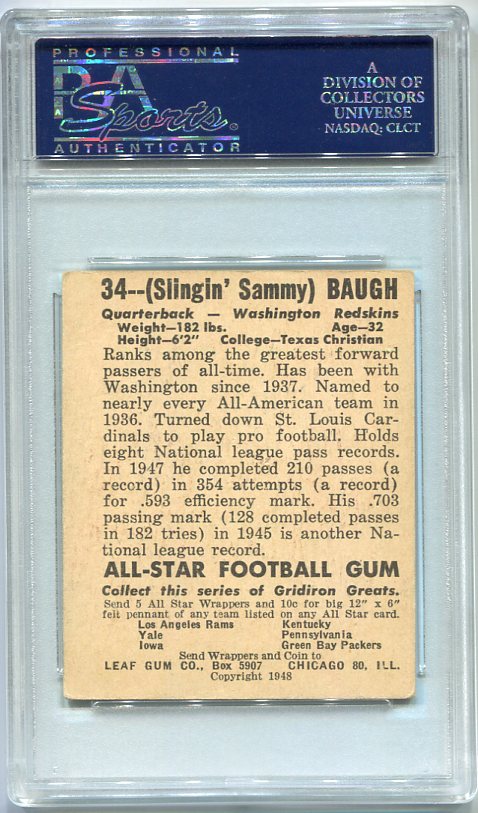 PROFESSIONAL
PSA
Sports
AUTHENTICATOR
A
DIVISION OF
COLLECTORS
UNIVERSE
NASDAQ: CLCT
34--(Slingin' Sammy) BAUGH
Quarterback — Washington Redskins
Weight—182 lbs. Age—32
Height—6'2" College—Texas Christian
Ranks among the greatest forward
passers of all-time. Has been with
Washington since 1937. Named to
nearly every All-American team in
1936. Turned down St. Louis Car-
dinals to play pro football. Holds
eight National league pass records.
In 1947 he completed 210 passes (a
record) in 354 attempts (a record)
for .593 efficiency mark. His .703
passing mark (128 completed passes
in 182 tries) in 1945 is another Na-
tional league record.
ALL-STAR FOOTBALL GUM
Collect this series of Gridiron Greats.
Send 5 All Star Wrappers and 10c for big 12" x 6"
felt pennant of any team listed on any All Star card.
Los Angeles Rams Kentucky
Yale Pennsylvania
Iowa Green Bay Packers
Send Wrappers and Coin to
LEAF GUM CO., Box 5907 CHICAGO 80, ILL.
Copyright 1948